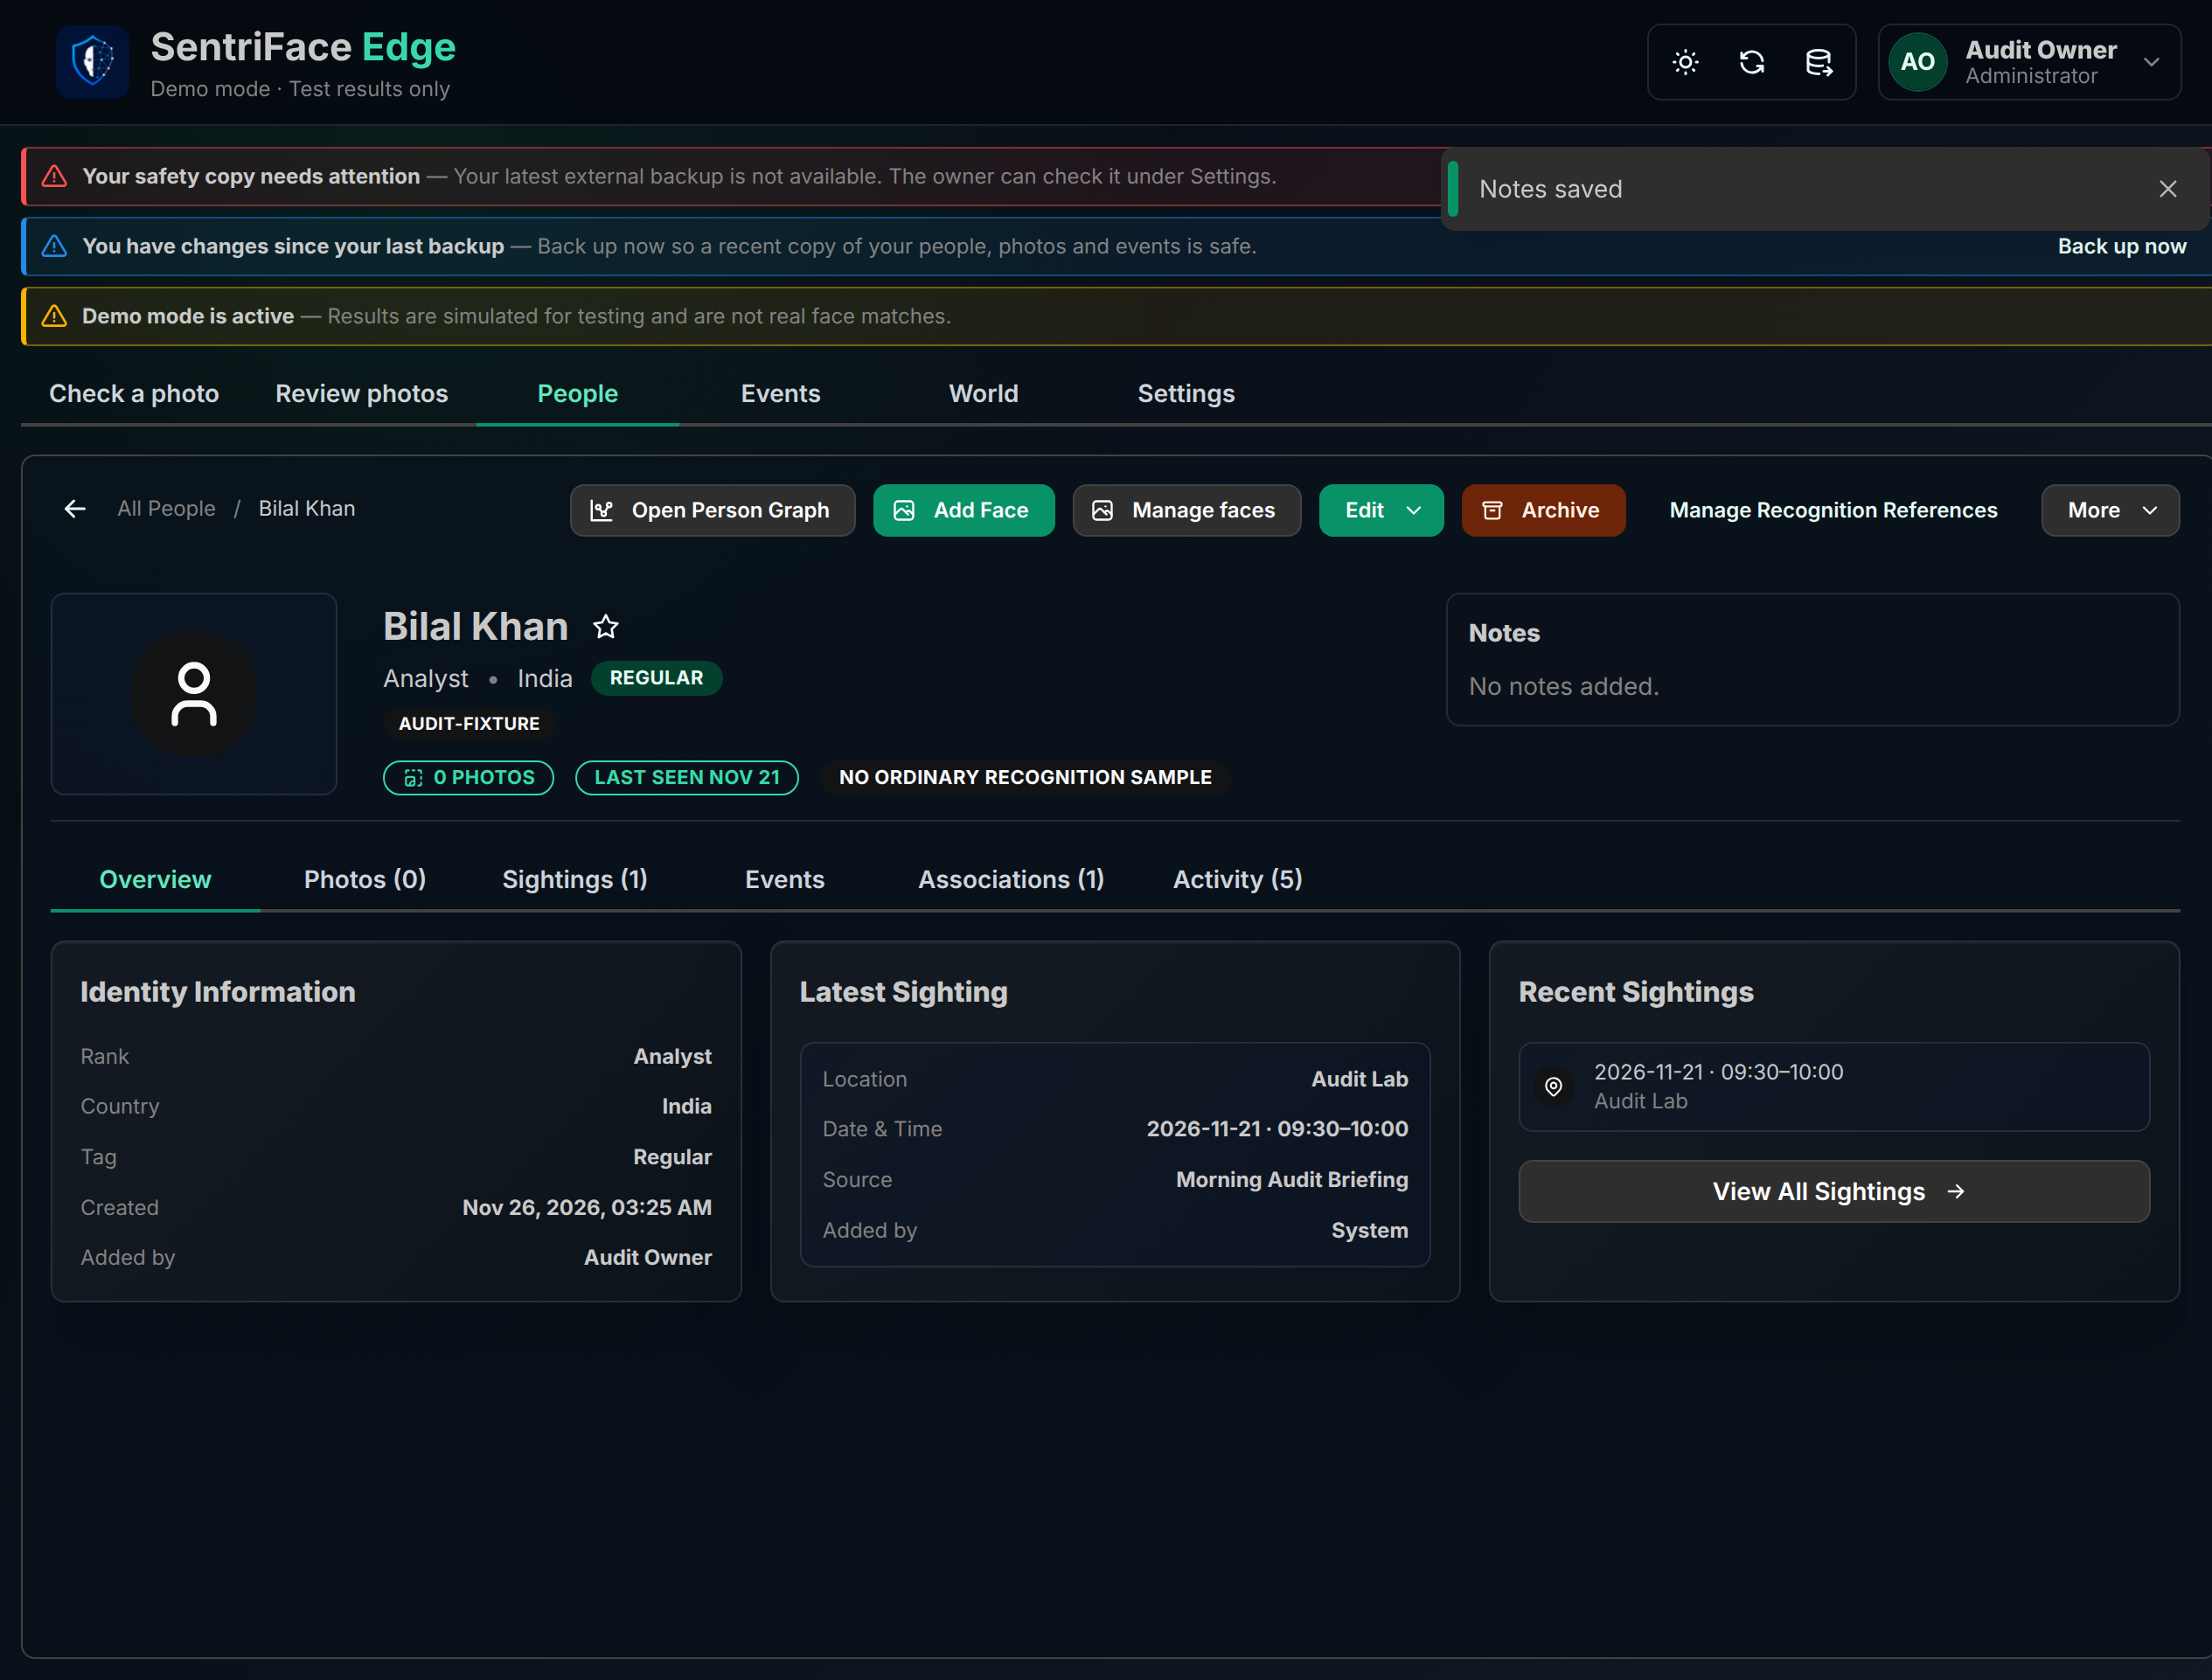 SentriFace Edge
Demo mode · Test results only
AO
Audit Owner
Administrator
Your safety copy needs attention — Your latest external backup is not available. The owner can check it under Settings.
Notes saved
You have changes since your last backup — Back up now so a recent copy of your people, photos and events is safe.
Back up now
Demo mode is active — Results are simulated for testing and are not real face matches.
Check a photo
Review photos
People
Events
World
Settings
All People / Bilal Khan
Open Person Graph
Add Face
Manage faces
Edit
Archive
Manage Recognition References
More
Bilal Khan
Analyst • India REGULAR
AUDIT-FIXTURE
0 PHOTOS
LAST SEEN NOV 21
NO ORDINARY RECOGNITION SAMPLE
Notes
No notes added.
Overview
Photos (0)
Sightings (1)
Events
Associations (1)
Activity (5)
Identity Information
Rank Analyst
Country India
Tag Regular
Created Nov 26, 2026, 03:25 AM
Added by Audit Owner
Latest Sighting
Location Audit Lab
Date & Time 2026-11-21 · 09:30–10:00
Source Morning Audit Briefing
Added by System
Recent Sightings
2026-11-21 · 09:30–10:00
Audit Lab
View All Sightings